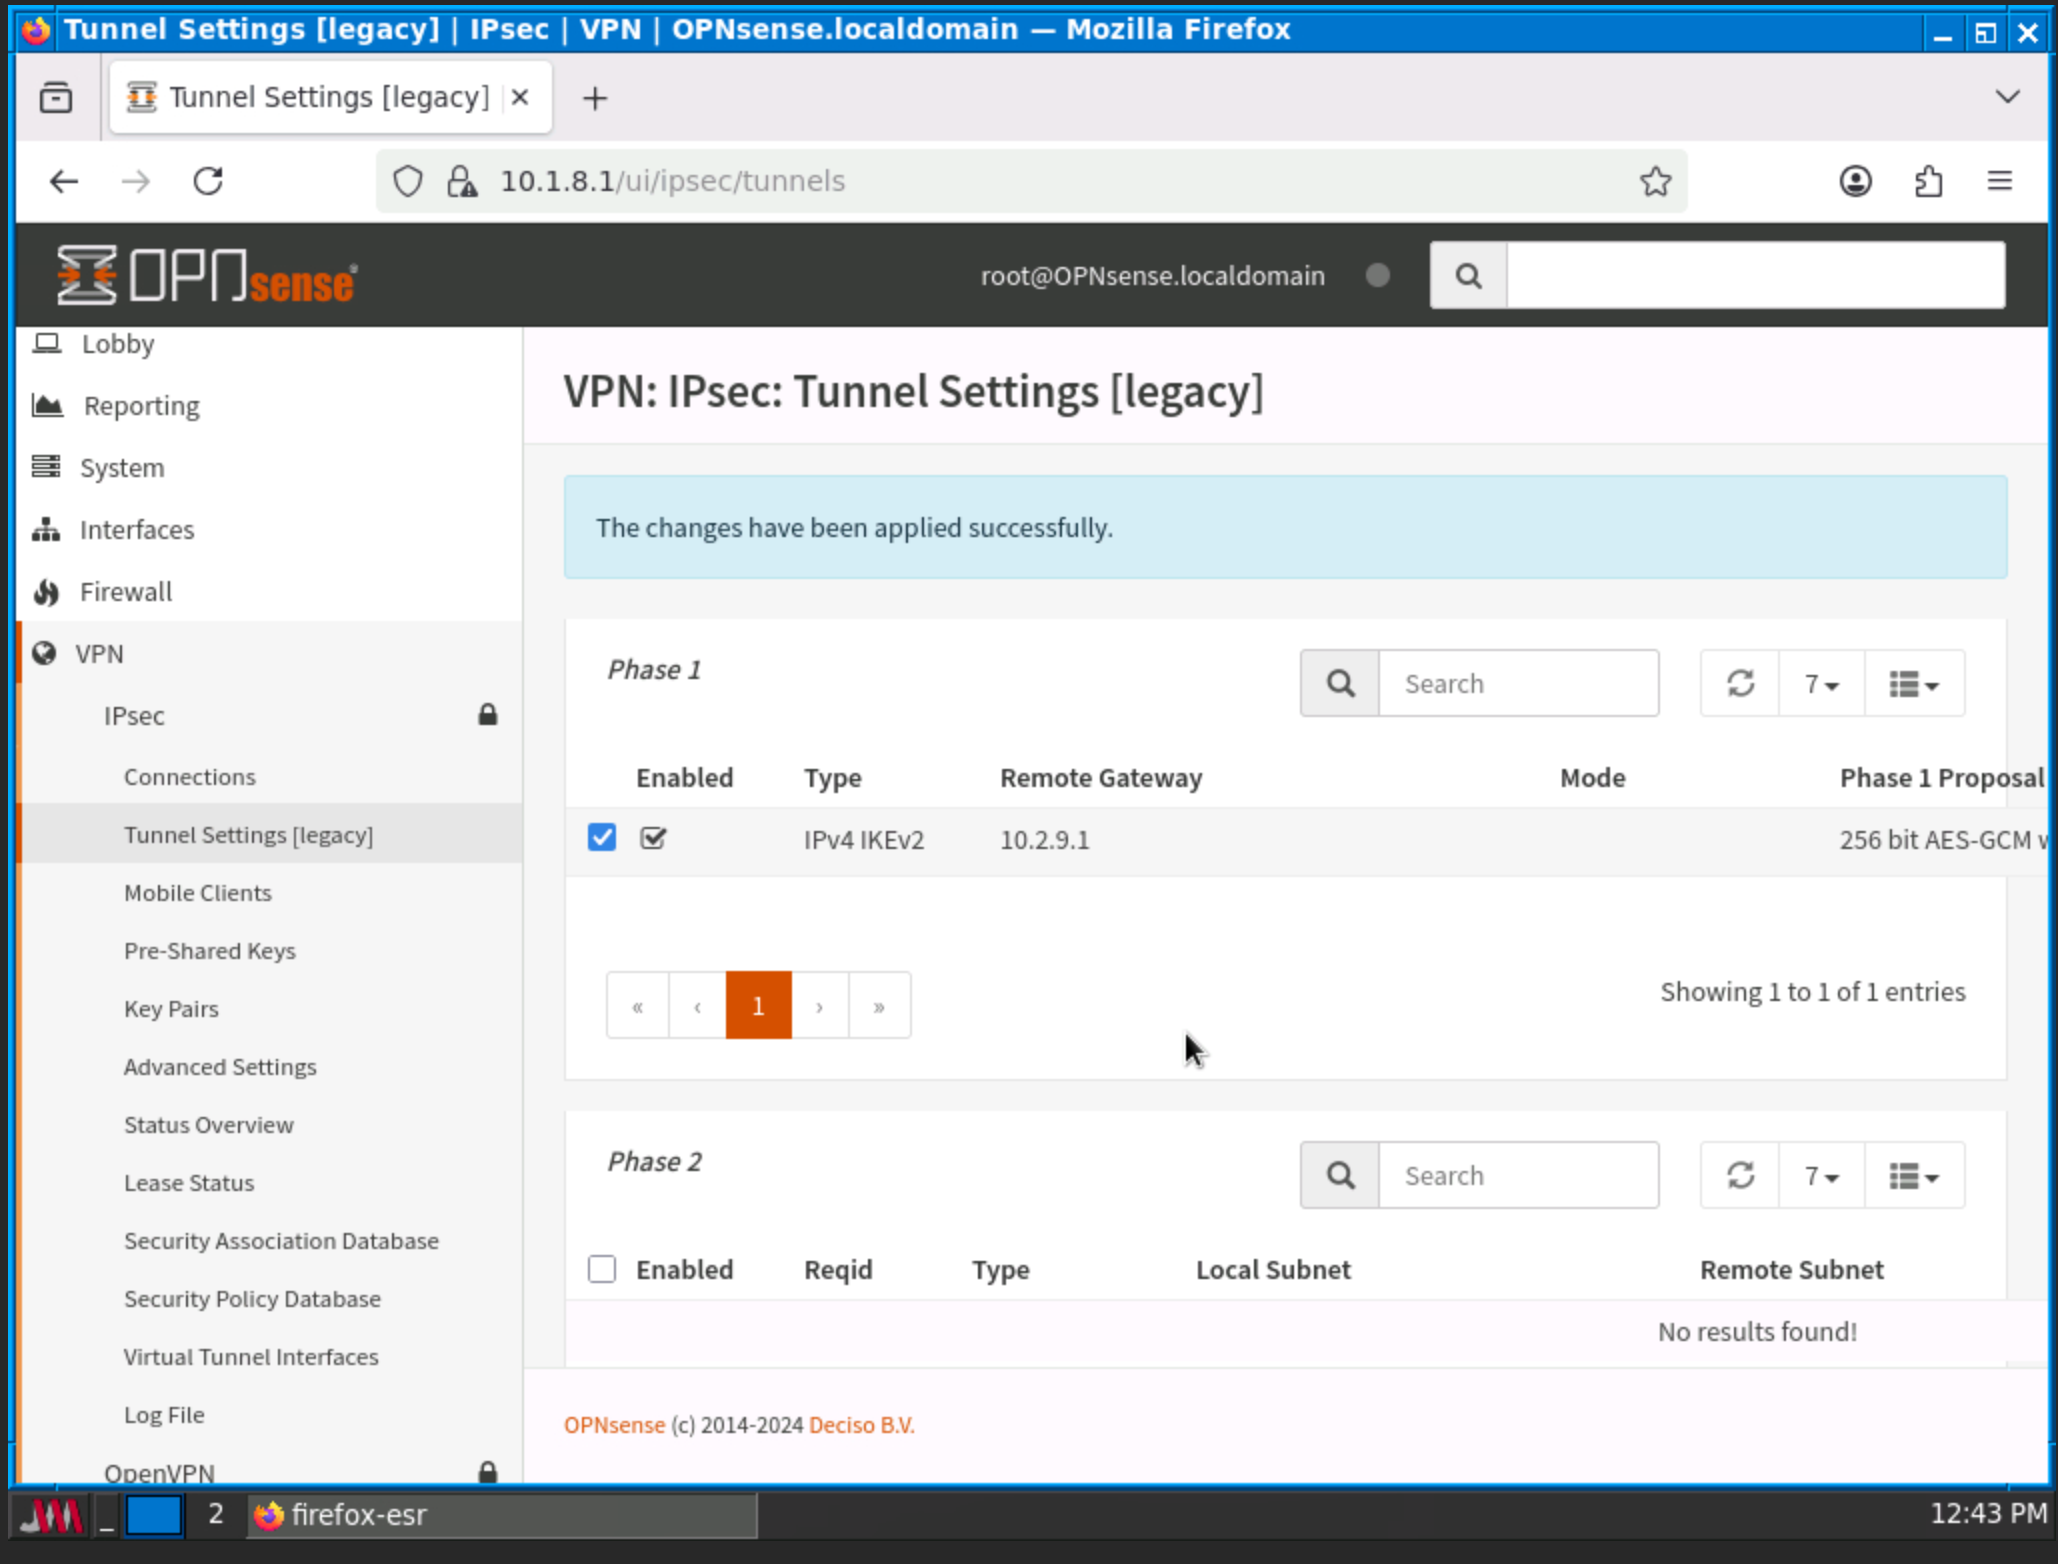 Tunnel Settings [legacy] | IPsec | VPN | OPNsense.localdomain — Mozilla Firefox
Tunnel Settings [legacy]
10.1.8.1/ui/ipsec/tunnels
OPNsense
root@OPNsense.localdomain
Lobby
Reporting
System
Interfaces
Firewall
VPN
IPsec
Connections
Tunnel Settings [legacy]
Mobile Clients
Pre-Shared Keys
Key Pairs
Advanced Settings
Status Overview
Lease Status
Security Association Database
Security Policy Database
Virtual Tunnel Interfaces
Log File
OpenVPN
VPN: IPsec: Tunnel Settings [legacy]
The changes have been applied successfully.
Phase 1
Search
7
Enabled Type Remote Gateway Mode Phase 1 Proposal
IPv4 IKEv2 10.2.9.1 256 bit AES-GCM
« ‹ 1 › »
Showing 1 to 1 of 1 entries
Phase 2
Search
7
Enabled Reqid Type Local Subnet Remote Subnet
No results found!
OPNsense (c) 2014-2024 Deciso B.V.
2 firefox-esr 12:43 PM